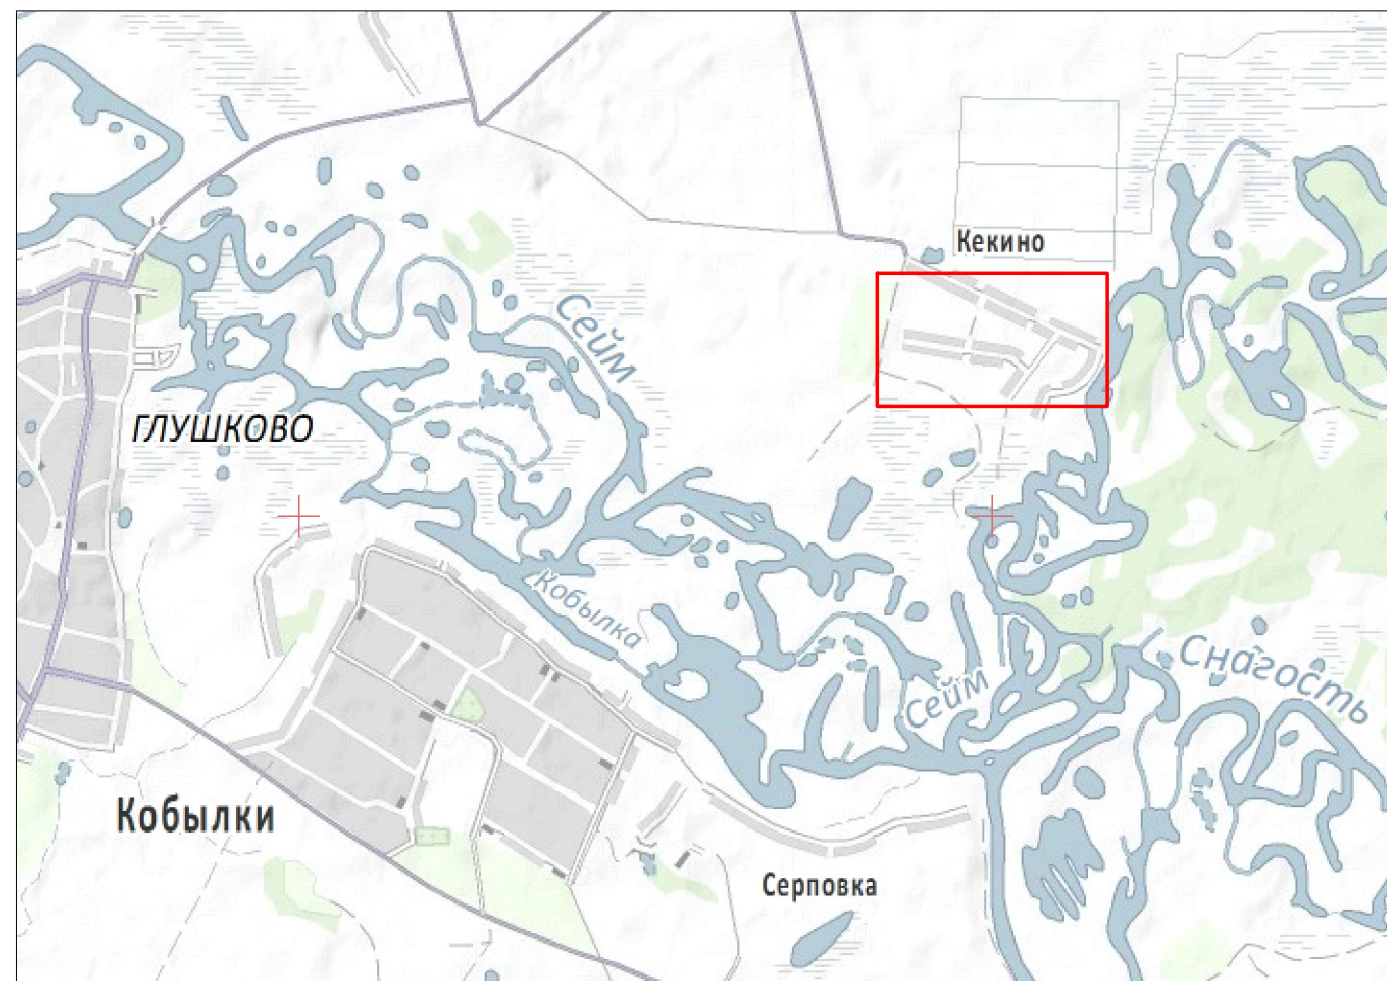 Кекино
Сейм
ГЛУШКОВО
Кобылка
Снагость
Сейм
Кобылки
Серповка